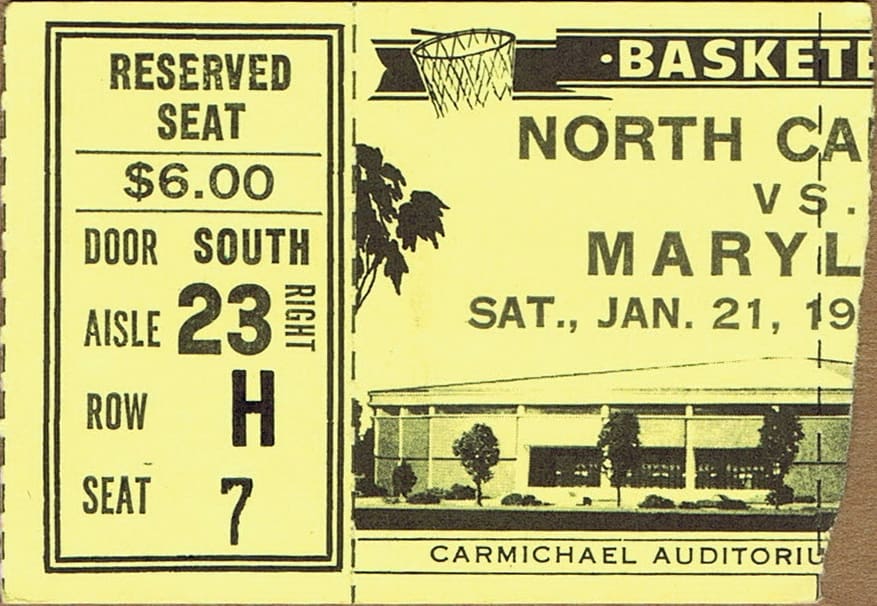 RESERVED
SEAT
$6.00
DOOR SOUTH
AISLE 23 RIGHT
ROW H
SEAT 7
·BASKETB
NORTH CA
VS.
MARYL
SAT., JAN. 21, 19
CARMICHAEL AUDITORIU